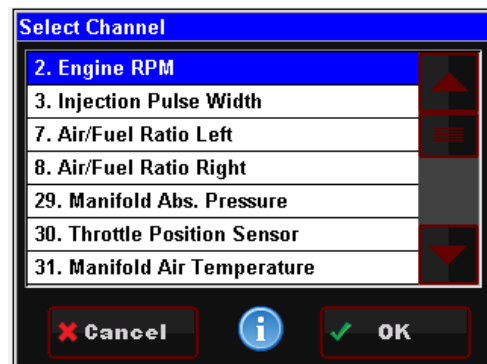 Select Channel
2. Engine RPM
3. Injection Pulse Width
7. Air/Fuel Ratio Left
8. Air/Fuel Ratio Right
29. Manifold Abs. Pressure
30. Throttle Position Sensor
31. Manifold Air Temperature
Cancel i OK